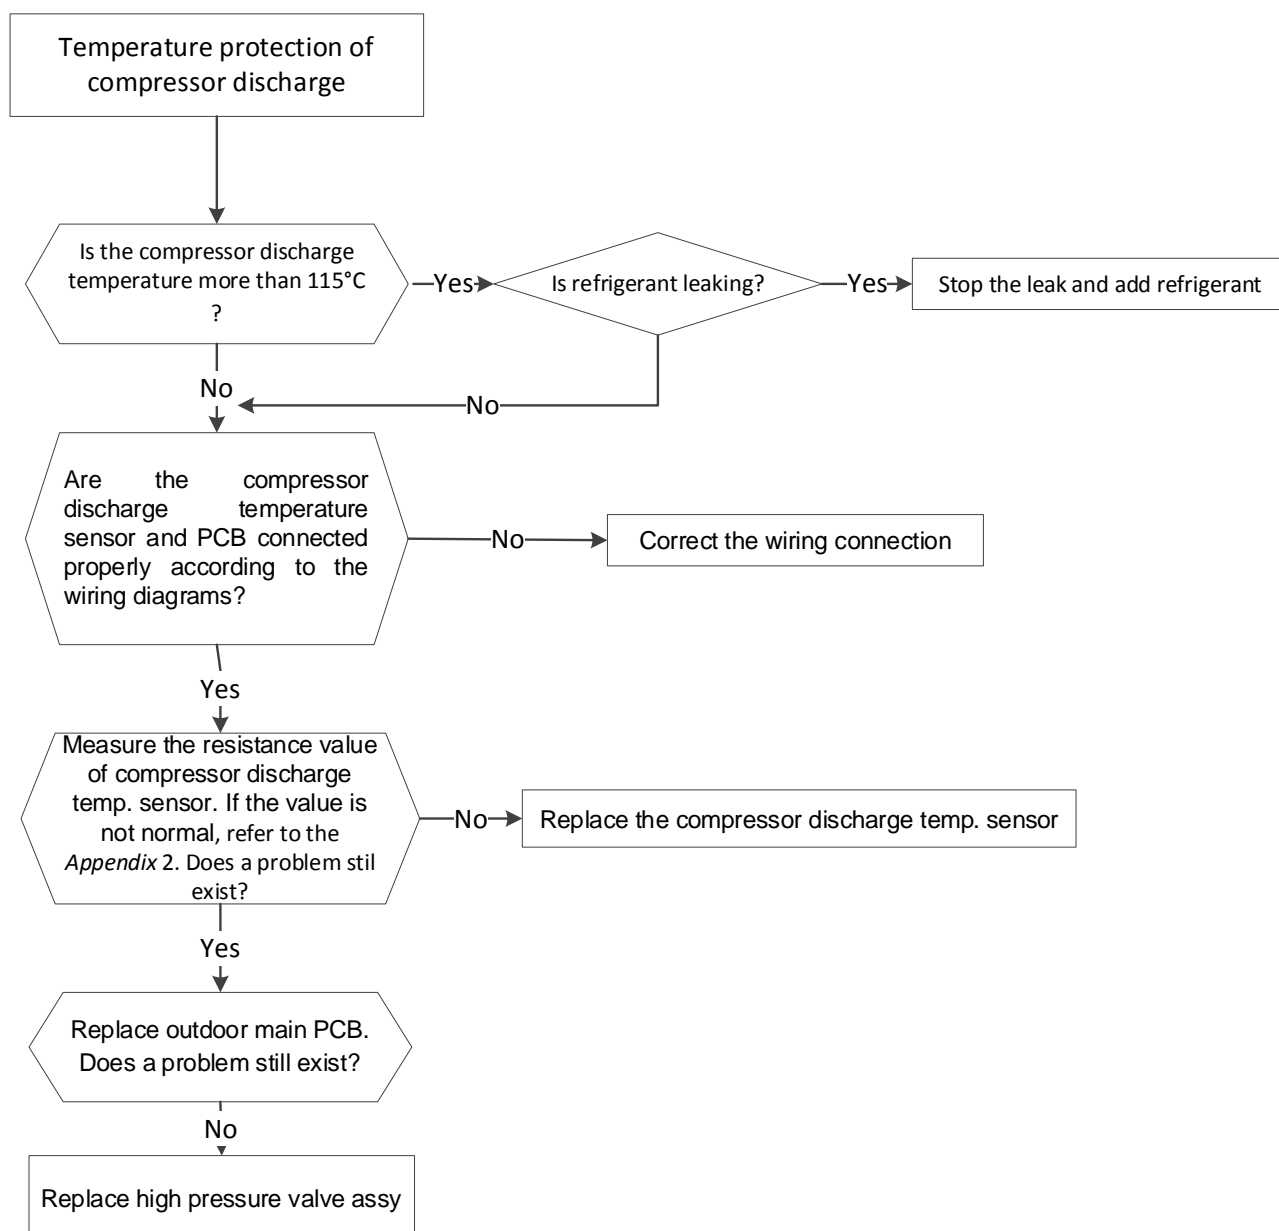 Temperature protection of
compressor discharge
Is the compressor discharge
temperature more than 115°C
?
Yes
Is refrigerant leaking?
Yes
Stop the leak and add refrigerant
No
No
Are the compressor
discharge temperature
sensor and PCB connected
properly according to the
wiring diagrams?
No
Correct the wiring connection
Yes
Measure the resistance value
of compressor discharge
temp. sensor. If the value is
not normal, refer to the
Appendix 2. Does a problem stil
exist?
No
Replace the compressor discharge temp. sensor
Yes
Replace outdoor main PCB.
Does a problem still exist?
No
Replace high pressure valve assy